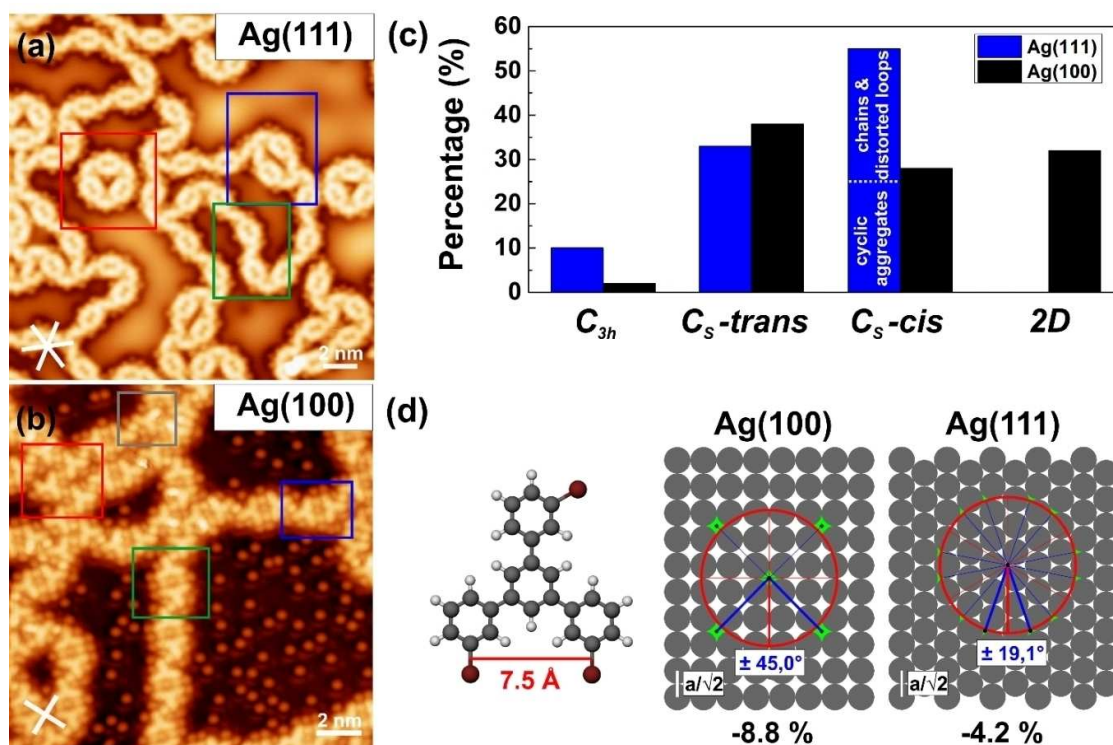 (a)
Ag(111)
2 nm
(b)
Ag(100)
2 nm
(c)
Percentage (%)
60
50
40
30
20
10
0
Ag(111)
Ag(100)
chains &
distorted loops
cyclic
aggregates
C3h
CS-trans
CS-cis
2D
(d)
7.5 Å
Ag(100)
± 45,0°
a/√2
-8.8 %
Ag(111)
± 19,1°
a/√2
-4.2 %